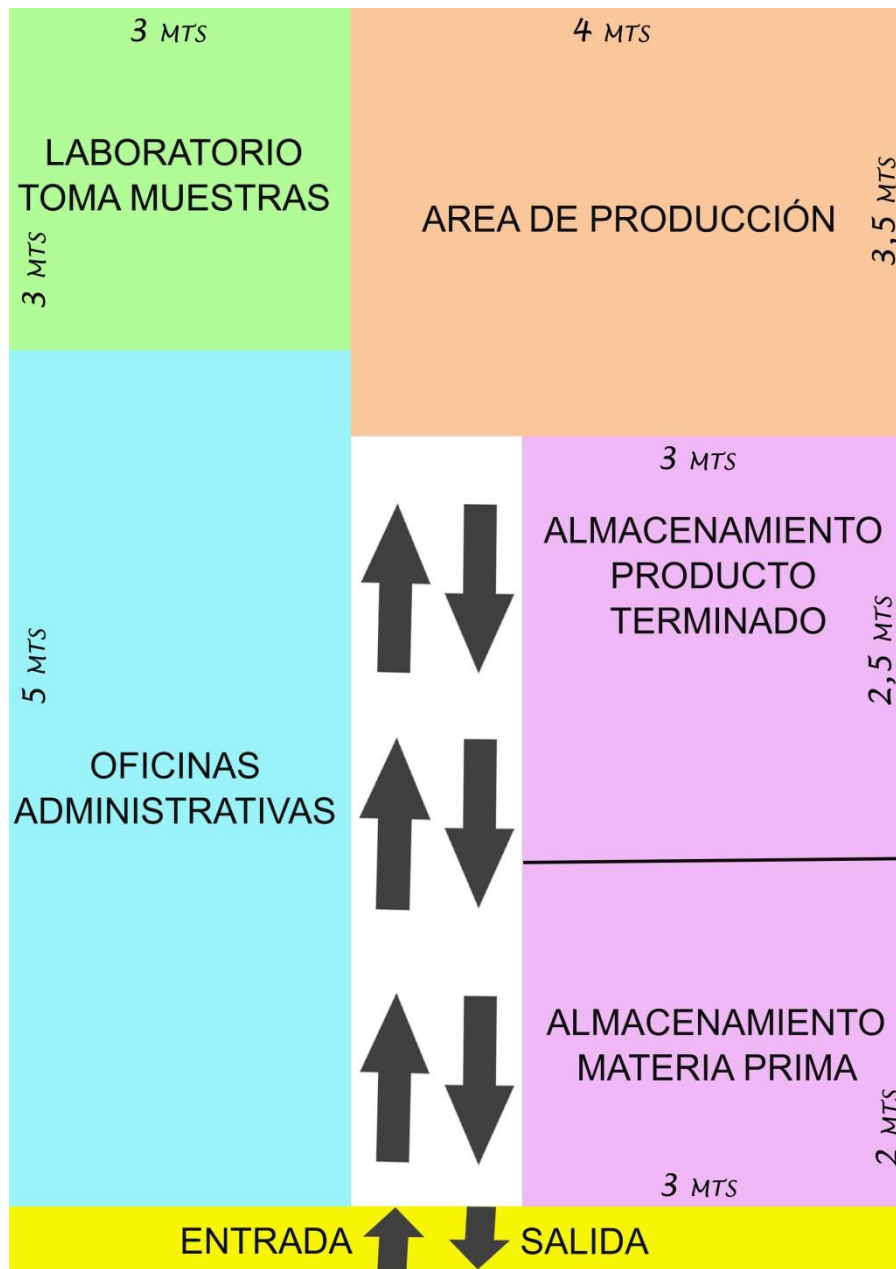 3 MTS
LABORATORIO
TOMA MUESTRAS
3 MTS
4 MTS
AREA DE PRODUCCIÓN
3,5 MTS
5 MTS
OFICINAS
ADMINISTRATIVAS
3 MTS
ALMACENAMIENTO
PRODUCTO
TERMINADO
2,5 MTS
ALMACENAMIENTO
MATERIA PRIMA
2 MTS
3 MTS
ENTRADA SALIDA